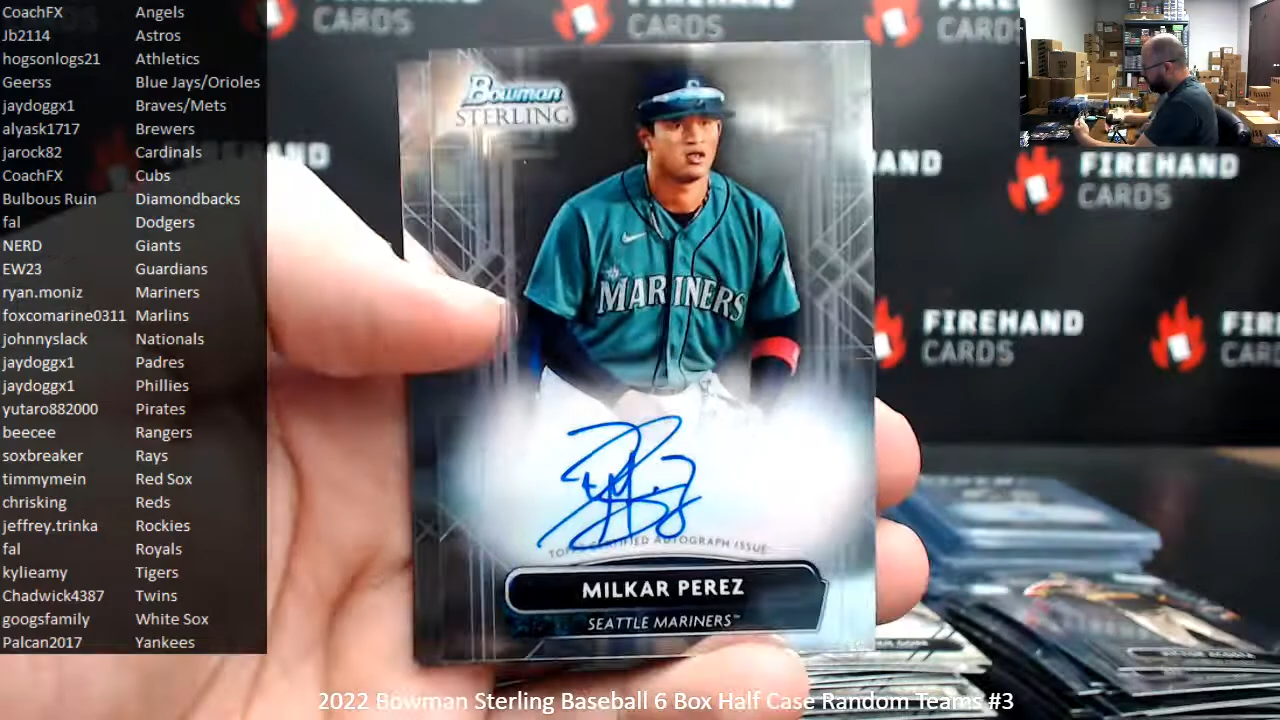 CoachFX Angels
Jb2114 Astros
hogsonlogs21 Athletics
Geerss Blue Jays/Orioles
jaydoggx1 Braves/Mets
alyask1717 Brewers
jarock82 Cardinals
CoachFX Cubs
Bulbous Ruin Diamondbacks
fal Dodgers
NERD Giants
EW23 Guardians
ryan.moniz Mariners
foxcomarine0311 Marlins
johnnyslack Nationals
jaydoggx1 Padres
jaydoggx1 Phillies
yutaro882000 Pirates
beecee Rangers
soxbreaker Rays
timmymein Red Sox
chrisking Reds
jeffrey.trinka Rockies
fal Royals
kylieamy Tigers
Chadwick4387 Twins
googsfamily White Sox
Palcan2017 Yankees
Bowman
STERLING
MARINERS
TOPPS CERTIFIED AUTOGRAPH ISSUE
MILKAR PEREZ
SEATTLE MARINERS™
CARDS
FIREHAND
CARDS
FIREHAND
CARDS
2022 Bowman Sterling Baseball 6 Box Half Case Random Teams #3